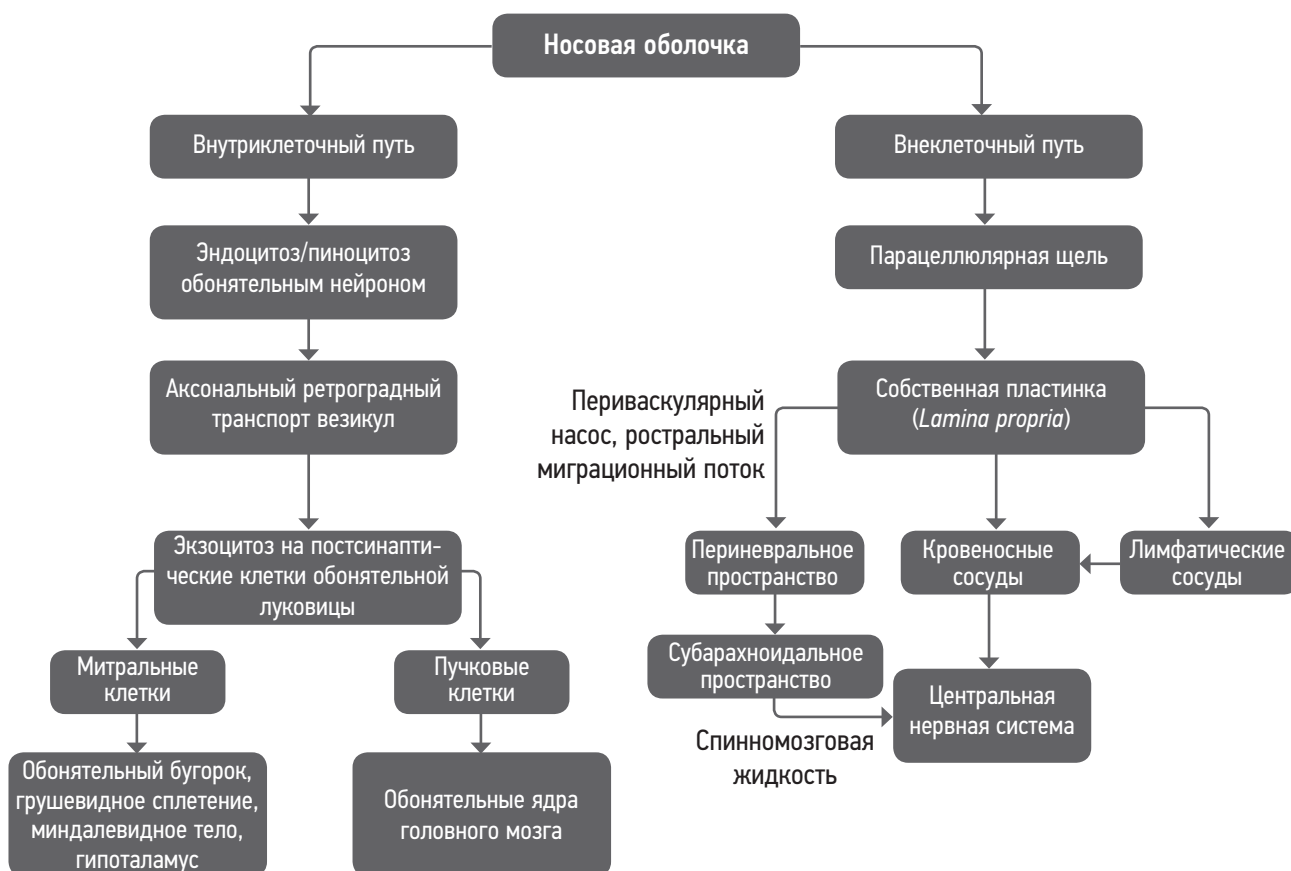 Носовая оболочка
Внутриклеточный путь
Внеклеточный путь
Эндоцитоз/пиноцитоз
обонятельным нейроном
Парацеллюлярная щель
Аксональный ретроградный
транспорт везикул
Периваскулярный
насос, ростральный
миграционный поток
Собственная пластинка
(Lamina propria)
Экзоцитоз на постсинапти-
ческие клетки обонятельной
луковицы
Периневральное
пространство
Кровеносные
сосуды
Лимфатические
сосуды
Митральные
клетки
Пучковые
клетки
Субарахноидальное
пространство
Центральная
нервная система
Спинномозговая
жидкость
Обонятельный бугорок,
грушевидное сплетение,
миндалевидное тело,
гипоталамус
Обонятельные ядра
головного мозга